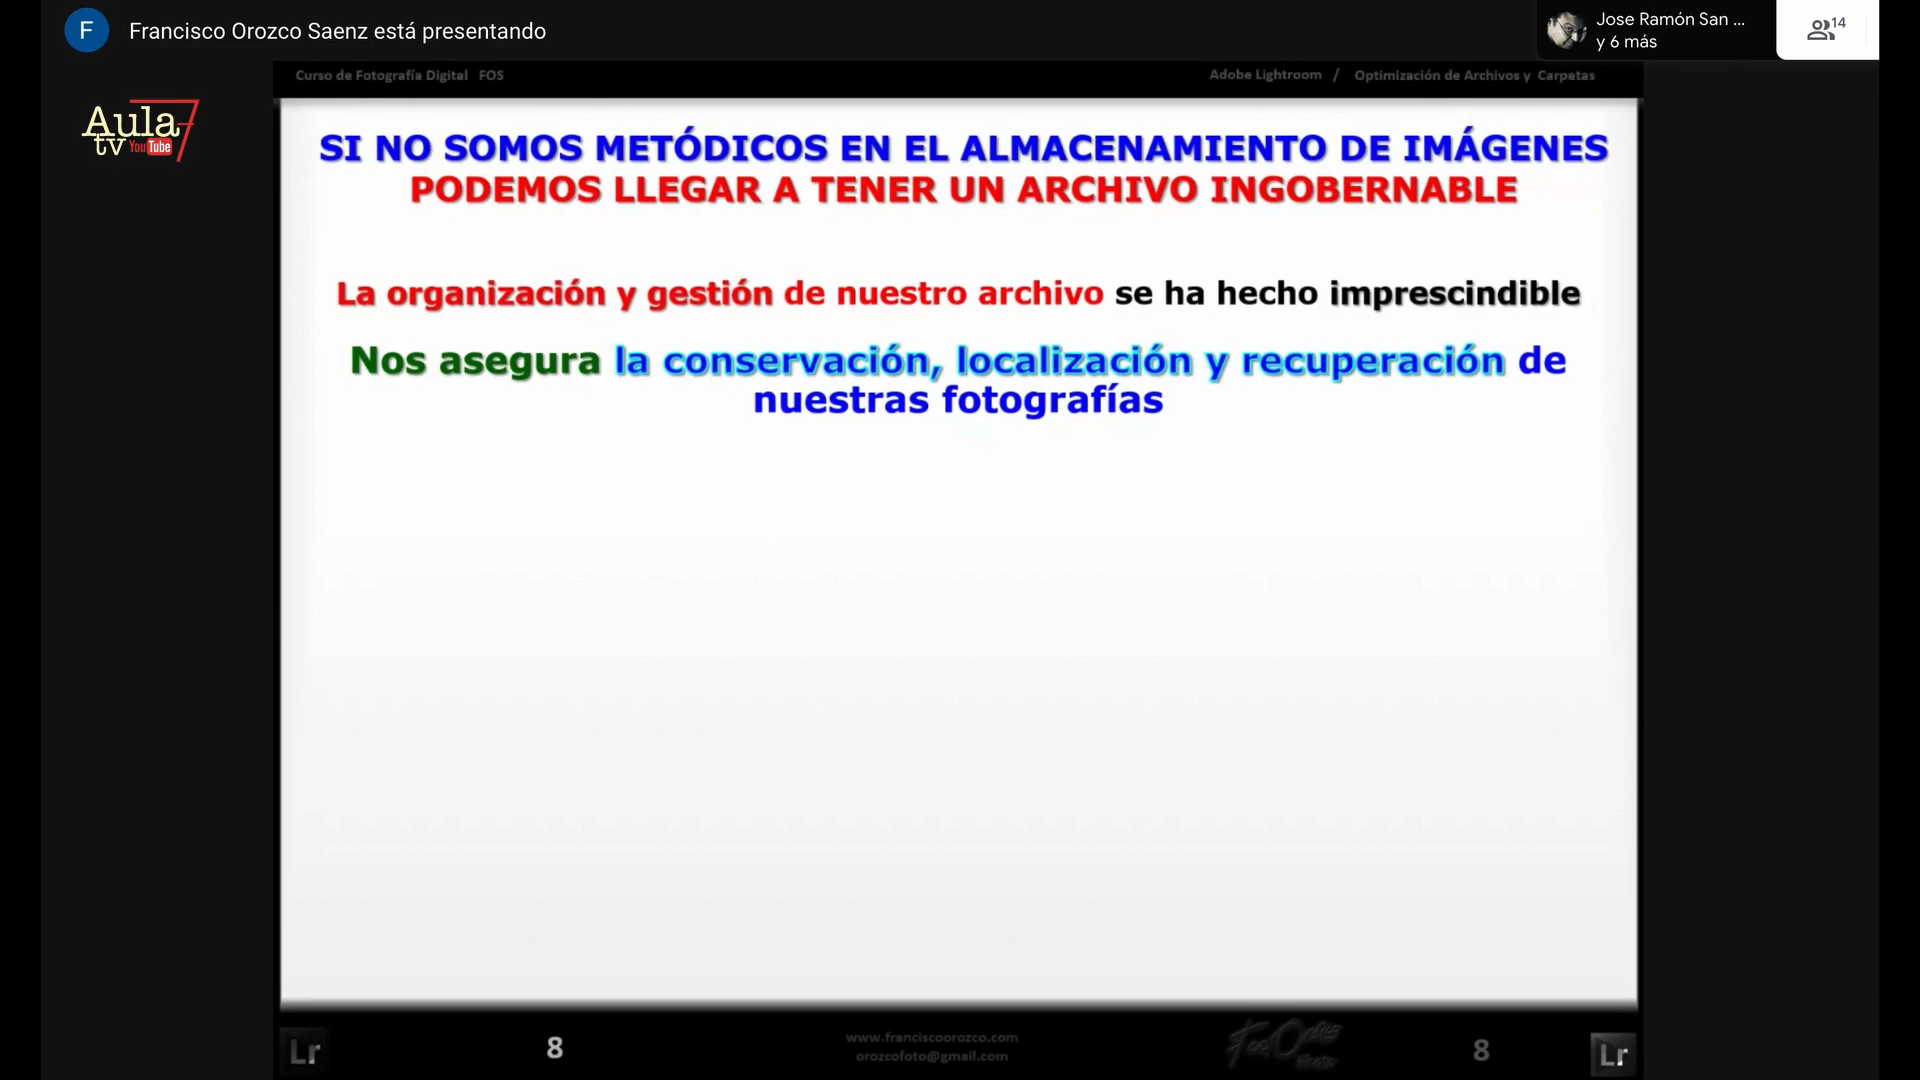 F Francisco Orozco Saenz está presentando
Jose Ramón San ...
y 6 más
14
Curso de Fotografía Digital FOS
Adobe Lightroom / Optimización de Archivos y Carpetas
Aula 7
tv YouTube
SI NO SOMOS METÓDICOS EN EL ALMACENAMIENTO DE IMÁGENES
PODEMOS LLEGAR A TENER UN ARCHIVO INGOBERNABLE
La organización y gestión de nuestro archivo se ha hecho imprescindible
Nos asegura la conservación, localización y recuperación de
nuestras fotografías
Lr
8
www.franciscoorozco.com
orozcofoto@gmail.com
8
Lr